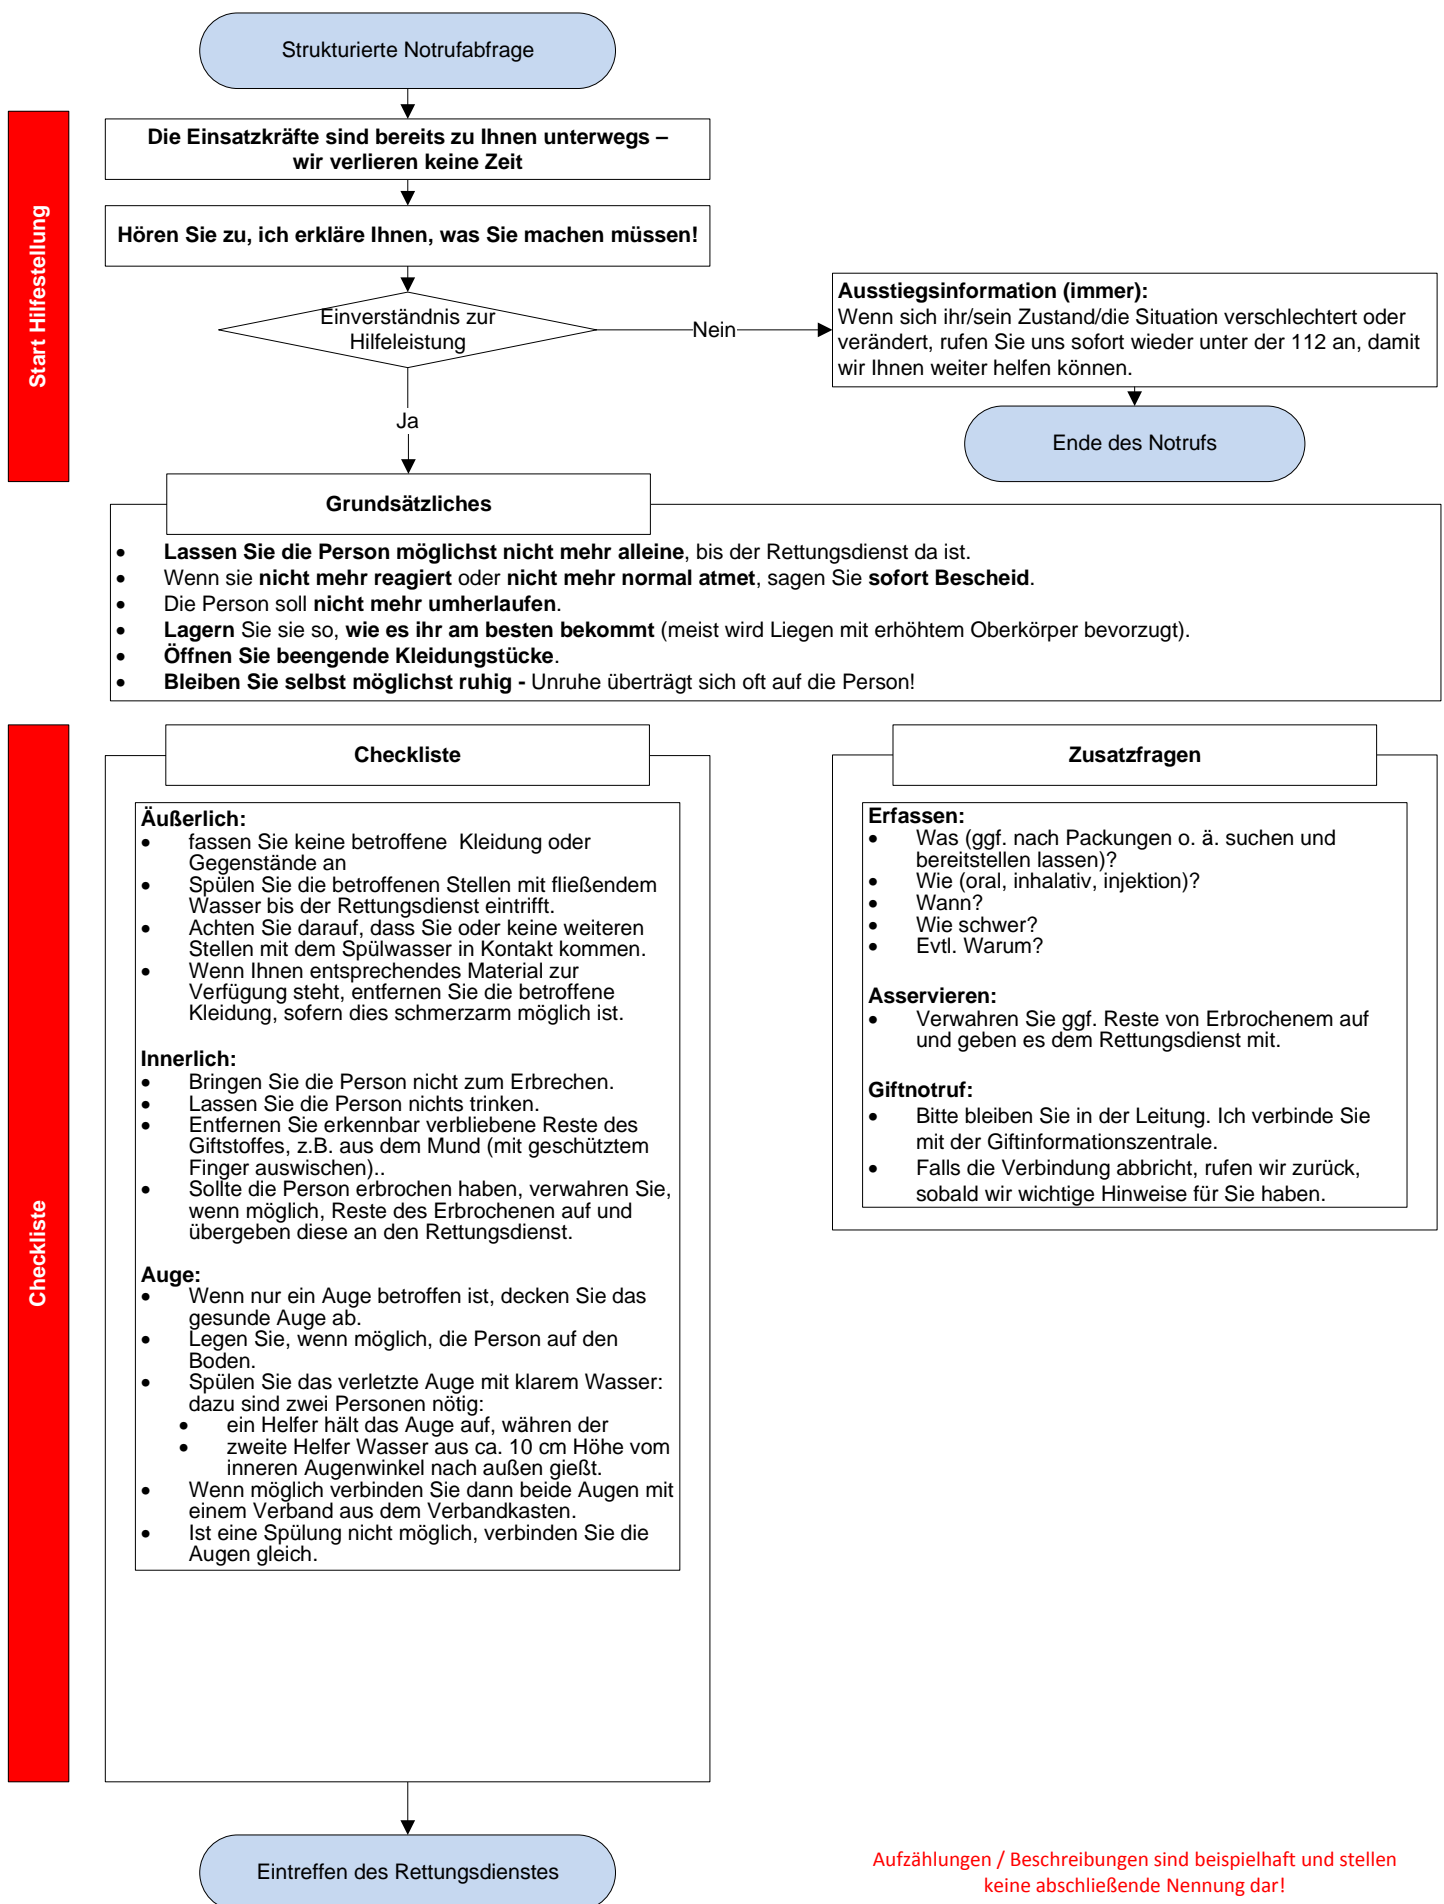 Strukturierte Notrufabfrage
Start Hilfestellung
Die Einsatzkräfte sind bereits zu Ihnen unterwegs –
wir verlieren keine Zeit
Hören Sie zu, ich erkläre Ihnen, was Sie machen müssen!
Einverständnis zur
Hilfeleistung
Nein
Ausstiegsinformation (immer):
Wenn sich ihr/sein Zustand/die Situation verschlechtert oder
verändert, rufen Sie uns sofort wieder unter der 112 an, damit
wir Ihnen weiter helfen können.
Ja
Ende des Notrufs
Grundsätzliches
• Lassen Sie die Person möglichst nicht mehr alleine, bis der Rettungsdienst da ist.
• Wenn sie nicht mehr reagiert oder nicht mehr normal atmet, sagen Sie sofort Bescheid.
• Die Person soll nicht mehr umherlaufen.
• Lagern Sie sie so, wie es ihr am besten bekommt (meist wird Liegen mit erhöhtem Oberkörper bevorzugt).
• Öffnen Sie beengende Kleidungstücke.
• Bleiben Sie selbst möglichst ruhig - Unruhe überträgt sich oft auf die Person!
Checkliste
Checkliste
Äußerlich:
• fassen Sie keine betroffene Kleidung oder
Gegenstände an
• Spülen Sie die betroffenen Stellen mit fließendem
Wasser bis der Rettungsdienst eintrifft.
• Achten Sie darauf, dass Sie oder keine weiteren
Stellen mit dem Spülwasser in Kontakt kommen.
• Wenn Ihnen entsprechendes Material zur
Verfügung steht, entfernen Sie die betroffene
Kleidung, sofern dies schmerzarm möglich ist.
Innerlich:
• Bringen Sie die Person nicht zum Erbrechen.
• Lassen Sie die Person nichts trinken.
• Entfernen Sie erkennbar verbliebene Reste des
Giftstoffes, z.B. aus dem Mund (mit geschütztem
Finger auswischen)..
• Sollte die Person erbrochen haben, verwahren Sie,
wenn möglich, Reste des Erbrochenen auf und
übergeben diese an den Rettungsdienst.
Auge:
• Wenn nur ein Auge betroffen ist, decken Sie das
gesunde Auge ab.
• Legen Sie, wenn möglich, die Person auf den
Boden.
• Spülen Sie das verletzte Auge mit klarem Wasser:
dazu sind zwei Personen nötig:
• ein Helfer hält das Auge auf, währen der
• zweite Helfer Wasser aus ca. 10 cm Höhe vom
inneren Augenwinkel nach außen gießt.
• Wenn möglich verbinden Sie dann beide Augen mit
einem Verband aus dem Verbandkasten.
• Ist eine Spülung nicht möglich, verbinden Sie die
Augen gleich.
Zusatzfragen
Erfassen:
• Was (ggf. nach Packungen o. ä. suchen und
bereitstellen lassen)?
• Wie (oral, inhalativ, injektion)?
• Wann?
• Wie schwer?
• Evtl. Warum?
Asservieren:
• Verwahren Sie ggf. Reste von Erbrochenem auf
und geben es dem Rettungsdienst mit.
Giftnotruf:
• Bitte bleiben Sie in der Leitung. Ich verbinde Sie
mit der Giftinformationszentrale.
• Falls die Verbindung abbricht, rufen wir zurück,
sobald wir wichtige Hinweise für Sie haben.
Eintreffen des Rettungsdienstes
Aufzählungen / Beschreibungen sind beispielhaft und stellen
keine abschließende Nennung dar!